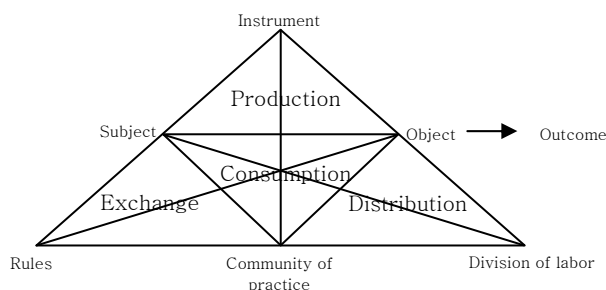 Instrument
Production
Subject
Object
Outcome
Consumption
Exchange
Distribution
Rules
Community of
practice
Division of labor